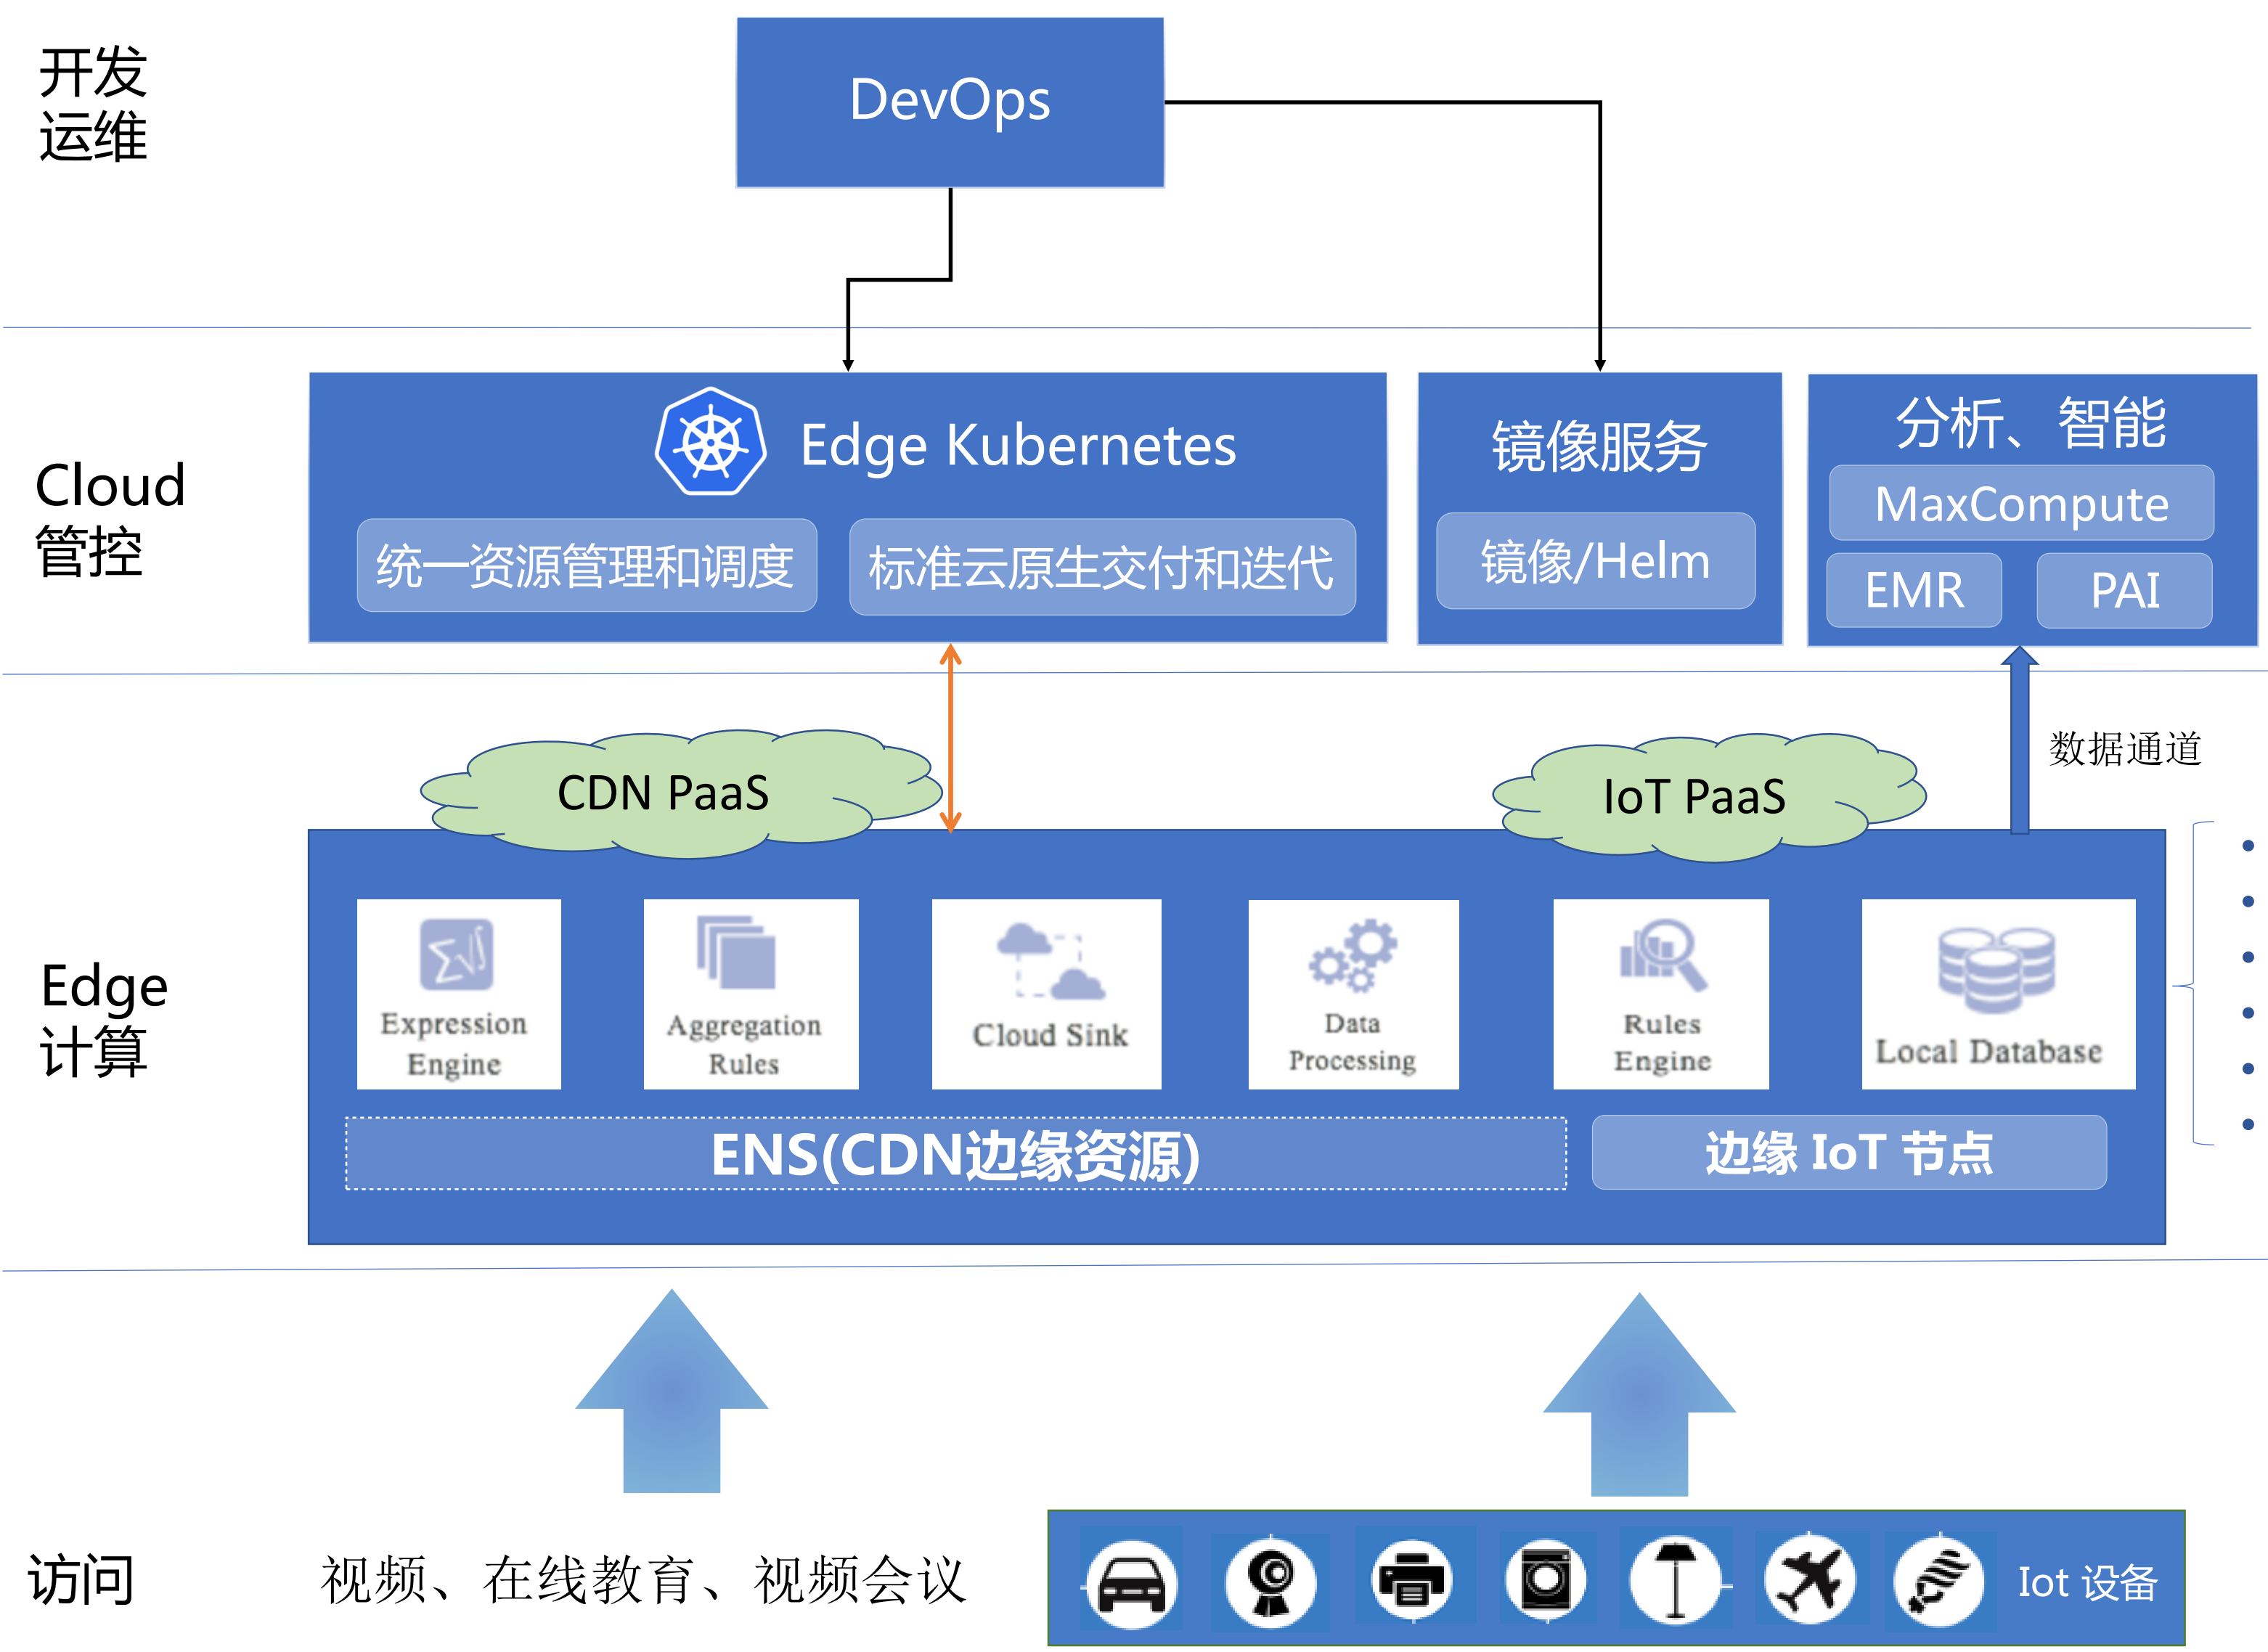 开发
运维
DevOps
Cloud
管控
Edge Kubernetes
统一资源管理和调度
标准云原生交付和迭代
镜像服务
镜像/Helm
分析、智能
MaxCompute
EMR
PAI
数据通道
CDN PaaS
IoT PaaS
Edge
计算
Expression
Engine
Aggregation
Rules
Cloud Sink
Data
Processing
Rules
Engine
Local Database
ENS(CDN边缘资源)
边缘 IoT 节点
访问
视频、在线教育、视频会议
Iot 设备